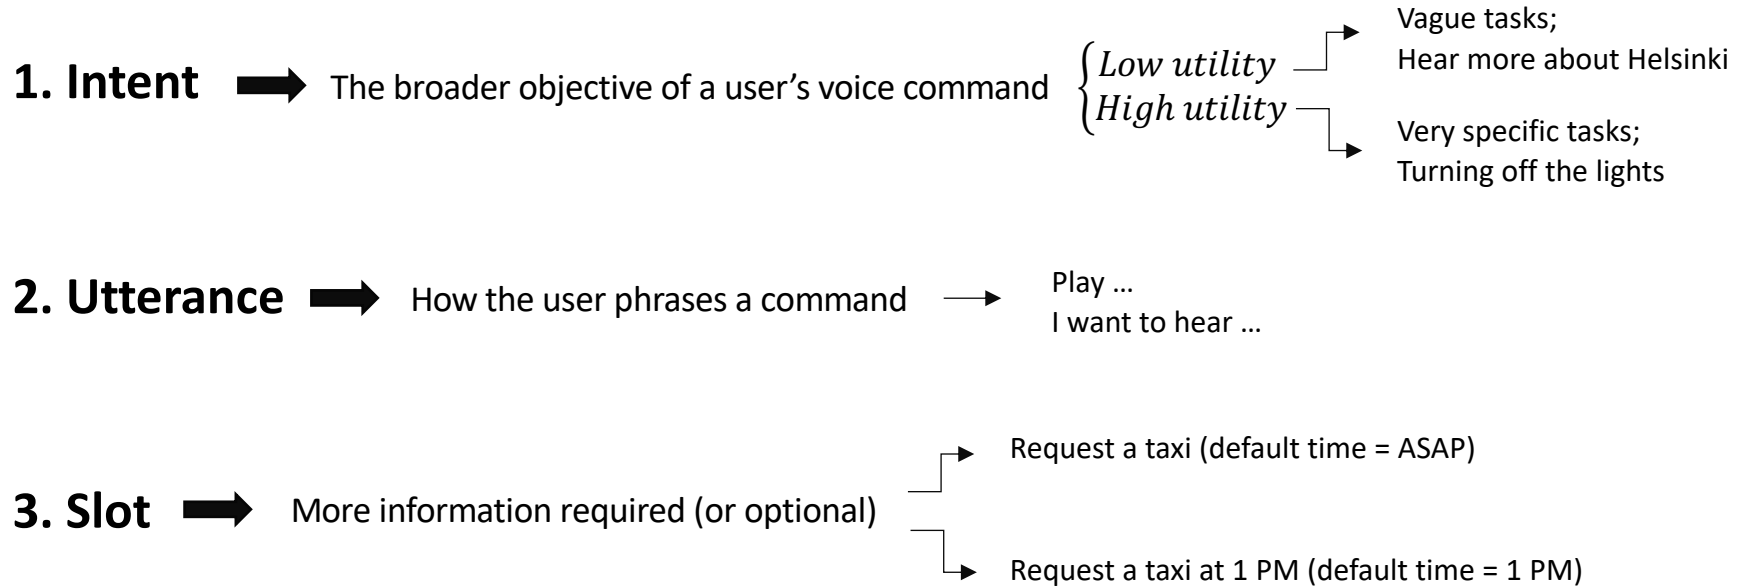 1. Intent The broader objective of a user’s voice command
Low utility
High utility
Vague tasks;
Hear more about Helsinki
Very specific tasks;
Turning off the lights
2. Utterance How the user phrases a command
Play ...
I want to hear ...
3. Slot More information required (or optional)
Request a taxi (default time = ASAP)
Request a taxi at 1 PM (default time = 1 PM)